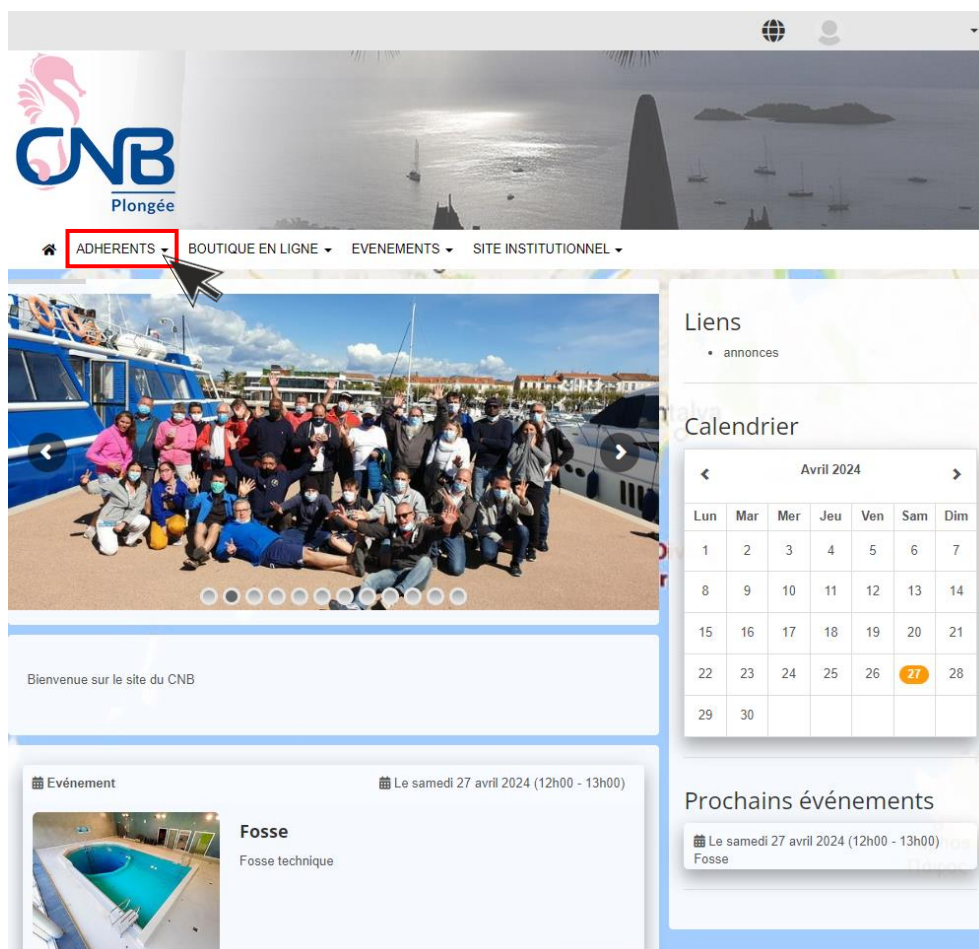 CNB
Plongée
ADHERENTS
BOUTIQUE EN LIGNE
EVENEMENTS
SITE INSTITUTIONNEL
Bienvenue sur le site du CNB
Evénement
Le samedi 27 avril 2024 (12h00 - 13h00)
Fosse
Fosse technique
Liens
annonces
Calendrier
Avril 2024
Lun Mar Mer Jeu Ven Sam Dim
1 2 3 4 5 6 7
8 9 10 11 12 13 14
15 16 17 18 19 20 21
22 23 24 25 26 27 28
29 30
Prochains événements
Le samedi 27 avril 2024 (12h00 - 13h00)
Fosse